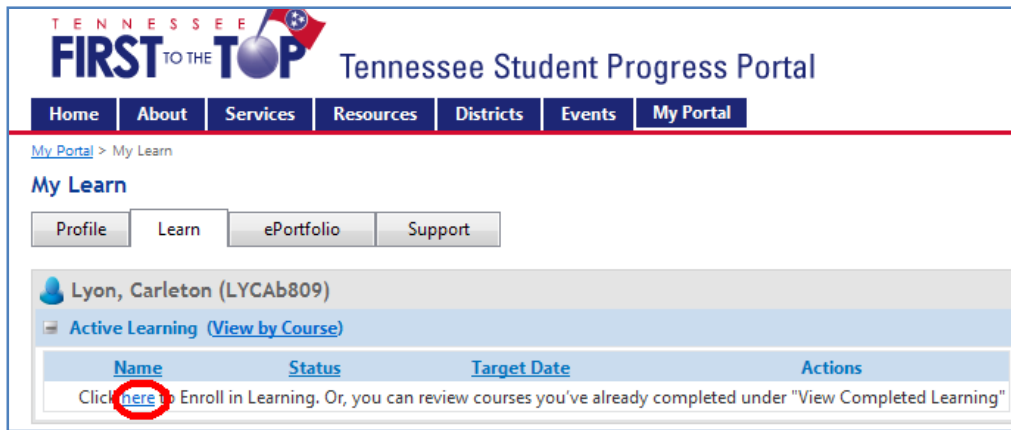 TENNESSEE
FIRST TO THE TOP Tennessee Student Progress Portal
Home About Services Resources Districts Events My Portal
My Portal > My Learn
My Learn
Profile Learn ePortfolio Support
Lyon, Carleton (LYCAb809)
Active Learning (View by Course)
Name Status Target Date Actions
Click here to Enroll in Learning. Or, you can review courses you've already completed under "View Completed Learning"